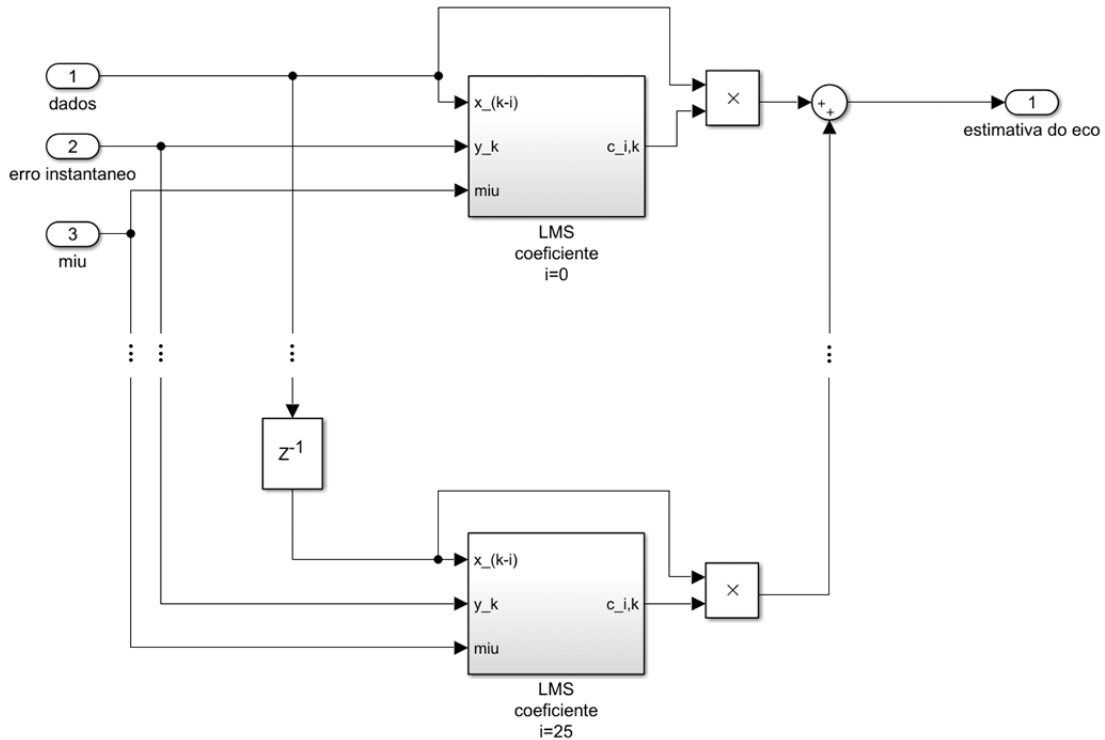 1
dados
2
erro instantaneo
3
miu
x_(k-i)
y_k
miu
c_i,k
LMS
coeficiente
i=0
×
+
+
1
estimativa do eco
...
...
...
...
Z-1
x_(k-i)
y_k
miu
c_i,k
LMS
coeficiente
i=25
×